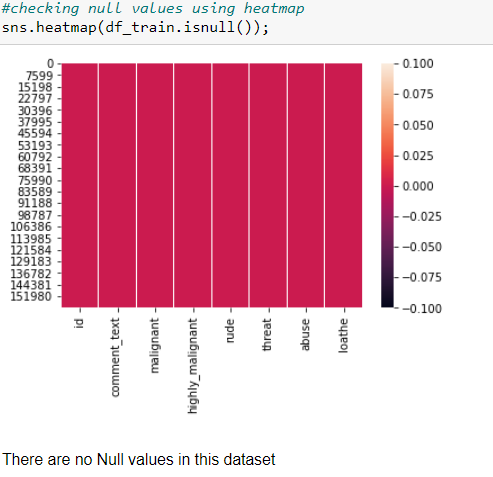 #checking null values using heatmap
sns.heatmap(df_train.isnull());
0
7599
15198
22797
30396
37995
45594
53193
60792
68391
75990
83589
91188
98787
106386
113985
121584
129183
136782
144381
151980
0.100
0.075
0.050
0.025
0.000
−0.025
−0.050
−0.075
−0.100
id
comment_text
malignant
highly_malignant
rude
threat
abuse
loathe
There are no Null values in this dataset